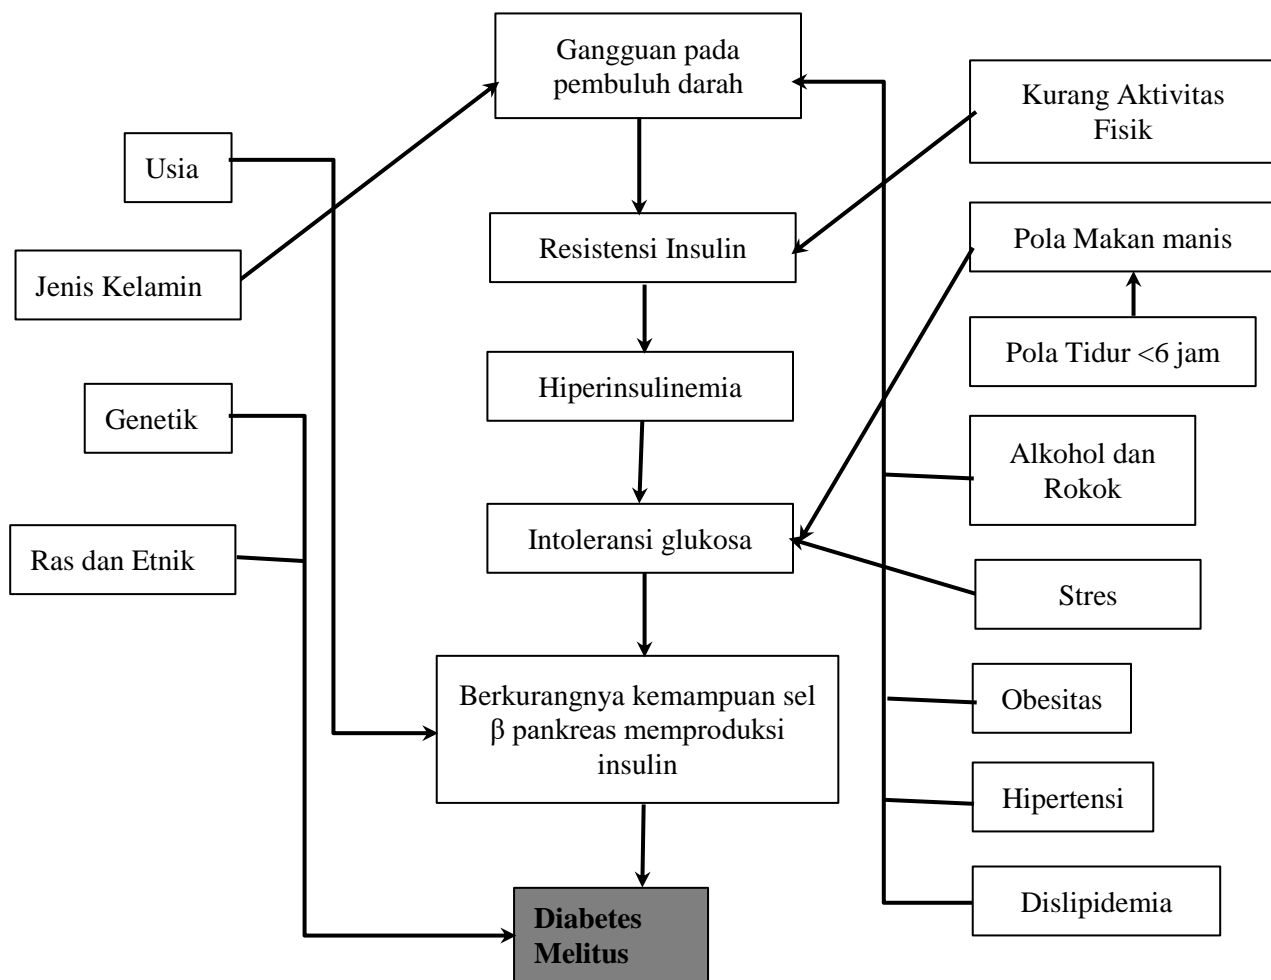 Gangguan pada
pembuluh darah
Kurang Aktivitas
Fisik
Usia
Resistensi Insulin
Pola Makan manis
Jenis Kelamin
Pola Tidur <6 jam
Hiperinsulinemia
Genetik
Alkohol dan
Rokok
Intoleransi glukosa
Ras dan Etnik
Stres
Berkurangnya kemampuan sel
β pankreas memproduksi
insulin
Obesitas
Hipertensi
Dislipidemia
Diabetes
Melitus